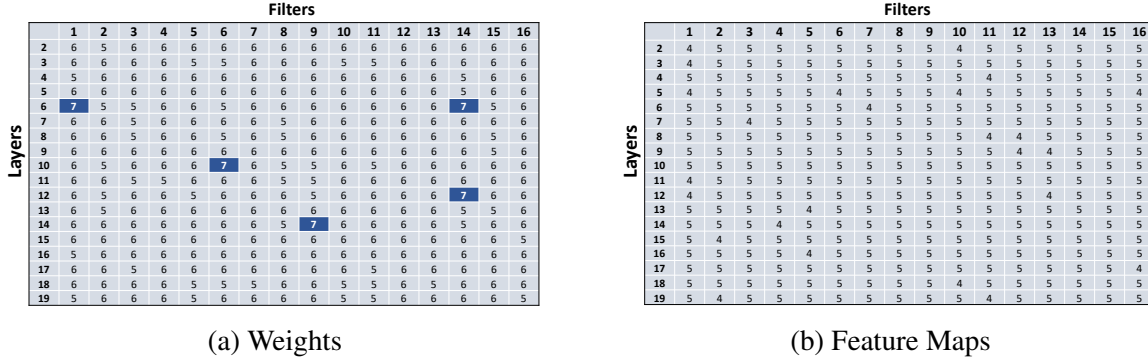 Filters
1 2 3 4 5 6 7 8 9 10 11 12 13 14 15 16
2 6 5 6 6 6 6 6 6 6 6 6 6 6 6 6 6
3 6 6 6 6 5 5 6 6 6 5 5 6 6 6 6 6
4 5 6 6 6 6 6 6 6 6 6 6 6 6 5 6 6
5 6 6 6 6 6 6 6 6 6 6 6 6 6 5 6 6
6 7 5 5 6 6 5 6 6 6 6 6 6 6 7 5 6
7 6 6 5 6 6 6 6 5 5 6 6 6 6 6 5 6
8 6 6 5 6 6 5 6 5 6 6 6 6 6 6 5 6
9 6 6 6 6 6 6 6 6 6 6 6 6 6 6 6 6
10 6 5 6 6 6 7 6 5 5 6 5 6 6 6 5 6
11 6 6 5 5 6 6 6 5 5 6 6 6 6 6 6 6
12 6 5 6 6 5 6 6 6 5 6 6 6 6 7 5 6
13 6 5 6 6 5 6 6 6 6 6 6 6 6 5 5 6
14 6 6 6 6 6 6 6 5 7 6 6 6 6 5 6 6
15 6 6 6 6 6 6 6 6 6 6 6 6 6 6 6 5
16 5 6 6 6 6 6 6 6 6 6 6 6 6 6 6 6
17 6 6 5 6 6 6 6 6 6 6 5 6 6 6 6 6
18 6 6 6 6 5 5 5 6 6 5 5 6 6 6 5 6
19 5 6 6 6 5 6 6 6 6 5 5 6 6 6 6 5
Layers
(a) Weights
Filters
1 2 3 4 5 6 7 8 9 10 11 12 13 14 15 16
2 4 5 5 5 5 5 5 5 5 4 5 5 5 5 5 5
3 4 5 5 5 5 5 5 5 5 5 5 5 5 5 5 5
4 5 5 5 5 5 5 5 5 5 5 4 5 5 5 5 5
5 4 5 5 5 5 4 5 5 5 4 5 5 5 5 5 4
6 5 5 5 5 5 5 4 5 5 5 5 5 5 5 5 5
7 5 5 4 5 5 5 5 5 5 5 5 5 5 5 5 5
8 5 5 5 5 5 5 5 5 5 5 4 4 5 5 5 5
9 5 5 5 5 5 5 5 5 5 5 5 4 4 5 5 5
10 5 5 5 5 5 5 5 5 5 5 5 5 5 5 5 5
11 4 5 5 5 5 5 5 5 5 5 5 5 5 5 5 5
12 4 5 5 5 5 5 5 5 5 5 5 5 4 5 5 5
13 5 5 5 5 4 5 5 5 5 5 5 5 5 5 5 5
14 5 5 5 4 5 5 5 5 5 5 5 5 5 5 5 5
15 5 4 5 5 5 5 5 5 5 5 5 5 5 5 5 5
16 5 5 5 5 4 5 5 5 5 5 5 5 5 5 5 5
17 5 5 5 5 5 5 5 5 5 5 5 5 5 5 5 4
18 5 5 5 5 5 5 5 5 5 4 5 5 5 5 5 5
19 5 4 5 5 5 5 5 5 5 5 4 5 5 5 5 5
Layers
(b) Feature Maps